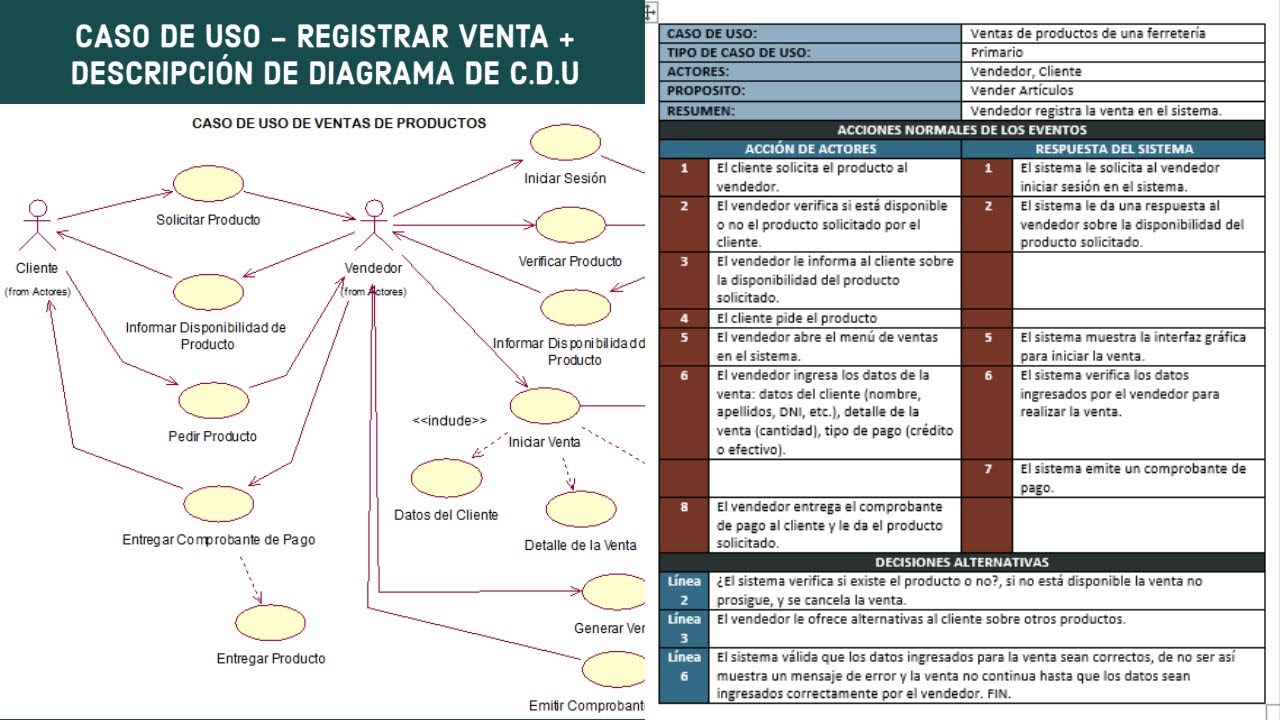 CASO DE USO – REGISTRAR VENTA +
DESCRIPCIÓN DE DIAGRAMA DE C.D.U
CASO DE USO DE VENTAS DE PRODUCTOS
Iniciar Sesión
Solicitar Producto
Cliente
(from Actores)
Vendedor
(from Actores)
Verificar Producto
Informar Disponibilidad de
Producto
Informar Disponibilidad d
Producto
Pedir Producto
<<include>>
Iniciar Venta
Datos del Cliente
Detalle de la Venta
Entregar Comprobante de Pago
Generar Ver
Entregar Producto
Emitir Comprobant
CASO DE USO: Ventas de productos de una ferretería
TIPO DE CASO DE USO: Primario
ACTORES: Vendedor, Cliente
PROPOSITO: Vender Artículos
RESUMEN: Vendedor registra la venta en el sistema.
ACCIONES NORMALES DE LOS EVENTOS
ACCIÓN DE ACTORES RESPUESTA DEL SISTEMA
1 El cliente solicita el producto al
vendedor.
1 El sistema le solicita al vendedor
iniciar sesión en el sistema.
2 El vendedor verifica si está disponible
o no el producto solicitado por el
cliente.
2 El sistema le da una respuesta al
vendedor sobre la disponibilidad del
producto solicitado.
3 El vendedor le informa al cliente sobre
la disponibilidad del producto
solicitado.
4 El cliente pide el producto
5 El vendedor abre el menú de ventas
en el sistema.
5 El sistema muestra la interfaz gráfica
para iniciar la venta.
6 El vendedor ingresa los datos de la
venta: datos del cliente (nombre,
apellidos, DNI, etc.), detalle de la
venta (cantidad), tipo de pago (crédito
o efectivo).
6 El sistema verifica los datos
ingresados por el vendedor para
realizar la venta.
7 El sistema emite un comprobante de
pago.
8 El vendedor entrega el comprobante
de pago al cliente y le da el producto
solicitado.
DECISIONES ALTERNATIVAS
Línea
2
¿El sistema verifica si existe el producto o no?, si no está disponible la venta no
prosigue, y se cancela la venta.
Línea
3
El vendedor le ofrece alternativas al cliente sobre otros productos.
Línea
6
El sistema válida que los datos ingresados para la venta sean correctos, de no ser así
muestra un mensaje de error y la venta no continua hasta que los datos sean
ingresados correctamente por el vendedor. FIN.